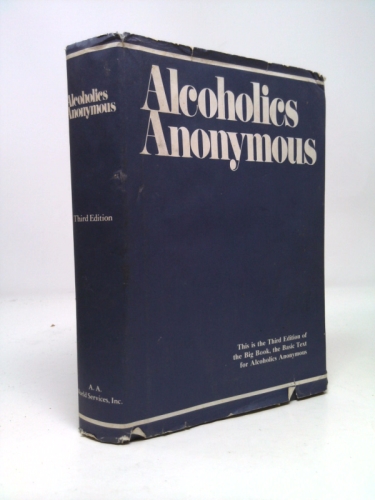 Alcoholics
Anonymous
Third Edition
A. A.
Services, Inc.
Alcoholics
Anonymous
This is the Third Edition of
the Big Book, the Basic Text
for Alcoholics Anonymous